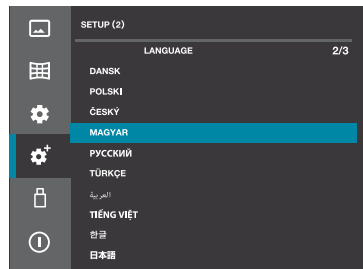 SETUP (2)
LANGUAGE 2/3
DANSK
POLSKI
ČESKÝ
MAGYAR
РУССКИЙ
TÜRKÇE
العربية
TIẾNG VIỆT
한글
日本語